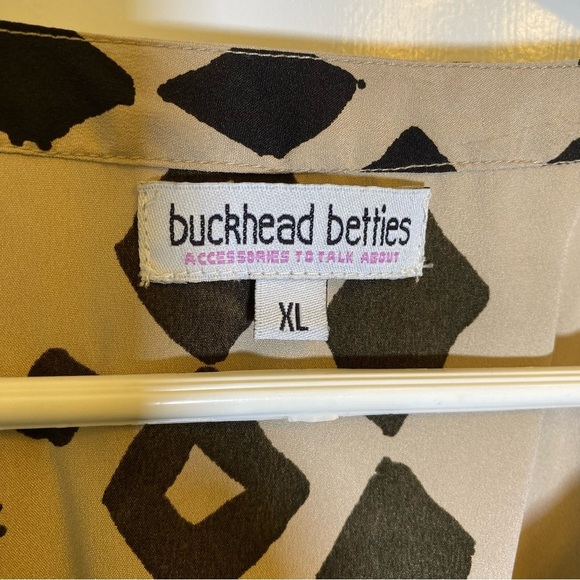 buckhead betties
ACCESSORIES TO TALK ABOUT
XL